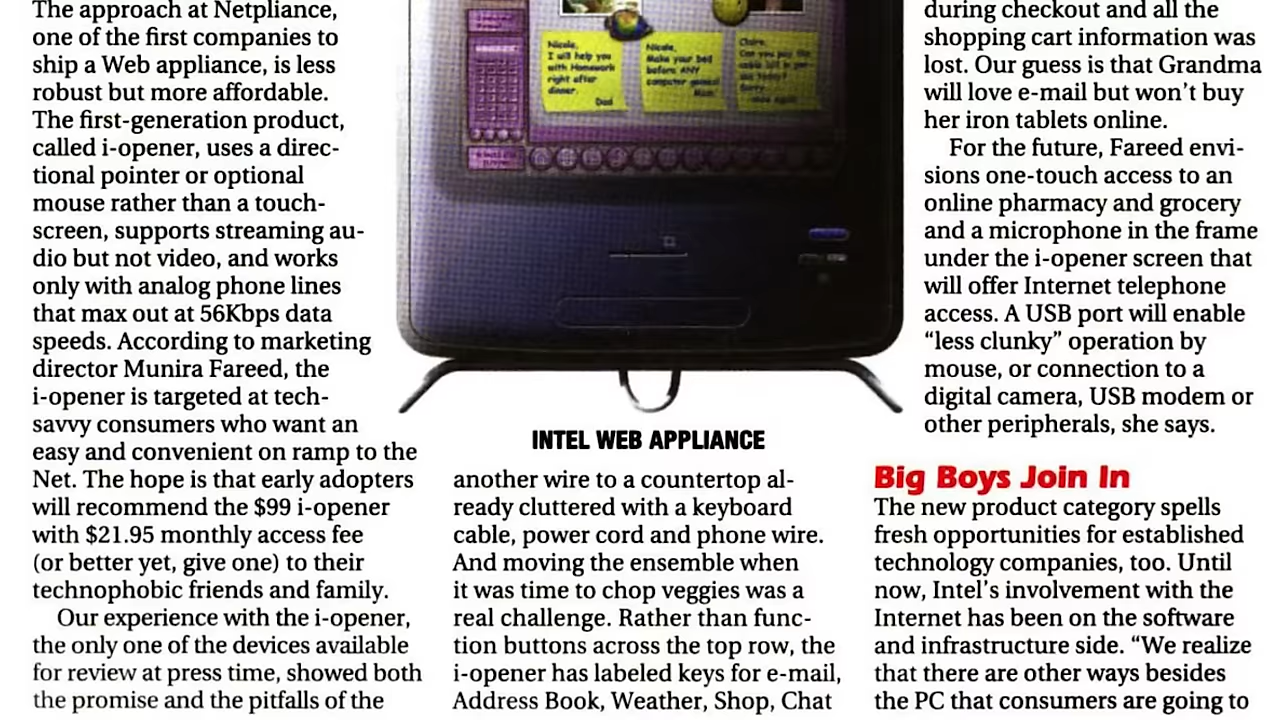 The approach at Netpliance,
one of the first companies to
ship a Web appliance, is less
robust but more affordable.
The first-generation product,
called i-opener, uses a direc-
tional pointer or optional
mouse rather than a touch-
screen, supports streaming au-
dio but not video, and works
only with analog phone lines
that max out at 56Kbps data
speeds. According to marketing
director Munira Fareed, the
i-opener is targeted at tech-
savvy consumers who want an
easy and convenient on ramp to the
Net. The hope is that early adopters
will recommend the $99 i-opener
with $21.95 monthly access fee
(or better yet, give one) to their
technophobic friends and family.
Our experience with the i-opener,
the only one of the devices available
for review at press time, showed both
the promise and the pitfalls of the
Nicole,
I will help you
with Homework
right after
dinner.
Dad
Nicole,
Make your bed
before ANY
computer games!
Mom
Claire,
Can you pay the
INTEL WEB APPLIANCE
another wire to a countertop al-
ready cluttered with a keyboard
cable, power cord and phone wire.
And moving the ensemble when
it was time to chop veggies was a
real challenge. Rather than func-
tion buttons across the top row, the
i-opener has labeled keys for e-mail,
Address Book, Weather, Shop, Chat
during checkout and all the
shopping cart information was
lost. Our guess is that Grandma
will love e-mail but won't buy
her iron tablets online.
For the future, Fareed envi-
sions one-touch access to an
online pharmacy and grocery
and a microphone in the frame
under the i-opener screen that
will offer Internet telephone
access. A USB port will enable
“less clunky” operation by
mouse, or connection to a
digital camera, USB modem or
other peripherals, she says.
Big Boys Join In
The new product category spells
fresh opportunities for established
technology companies, too. Until
now, Intel's involvement with the
Internet has been on the software
and infrastructure side. “We realize
that there are other ways besides
the PC that consumers are going to